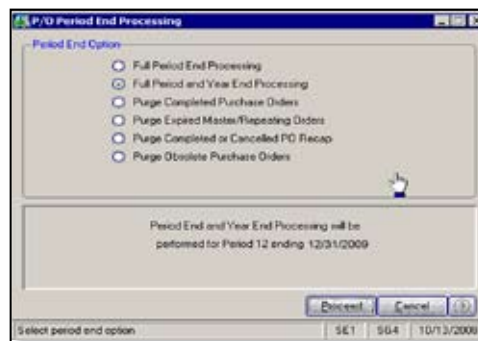 P/O Period End Processing
Period End Option
Full Period End Processing
Full Period and Year End Processing
Purge Completed Purchase Orders
Purge Expired Master/Repeating Orders
Purge Completed or Cancelled PO Recap
Purge Obsolete Purchase Orders
Period End and Year End Processing will be
performed for Period 12 ending 12/31/2009
Proceed Cancel
Select period end option SE1 SG4 10/13/2008